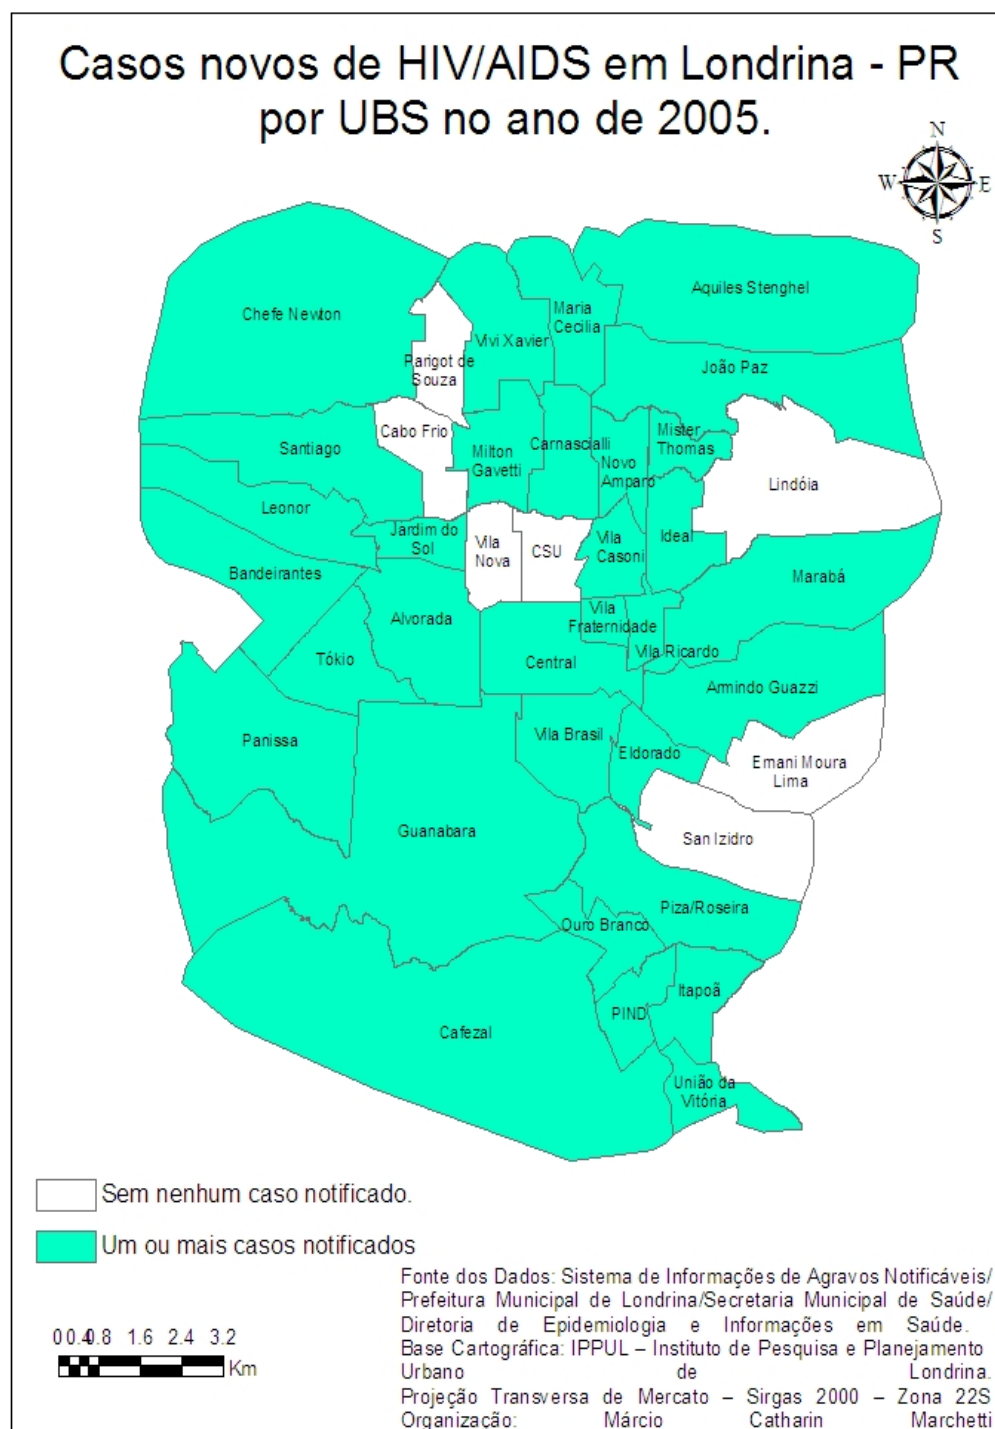 Casos novos de HIV/AIDS em Londrina - PR
por UBS no ano de 2005.
N
W
E
S
Aquiles Stenghel
Chefe Newton
Maria
Cecilia
Vivi Xavier
Parigot de
Souza
João Paz
Cabo Frio
Santiago
Milton
Gavetti
Carnascialli
Mister
Thomas
Novo
Amparo
Lindóia
Leonor
Jardim do
Sol
Vila
Nova
CSU
Vila
Casoni
Ideal
Bandeirantes
Marabá
Alvorada
Vila
Fraternidade
Tókio
Central
Vila Ricardo
Armindo Guazzi
Panissa
Vila Brasil
Eldorado
Ernani Moura
Lima
Guanabara
San Izidro
Piza/Roseira
Ouro Branco
Itapoã
PIND
Cafezal
União da
Vitória
Sem nenhum caso notificado.
Um ou mais casos notificados
Fonte dos Dados: Sistema de Informações de Agravos Notificáveis/
Prefeitura Municipal de Londrina/Secretaria Municipal de Saúde/
Diretoria de Epidemiologia e Informações em Saúde.
Base Cartográfica: IPPUL – Instituto de Pesquisa e Planejamento
Urbano de Londrina.
Projeção Transversa de Mercato – Sirgas 2000 – Zona 22S
Organização: Márcio Catharin Marchetti
0 0.4 0.8 1.6 2.4 3.2
Km